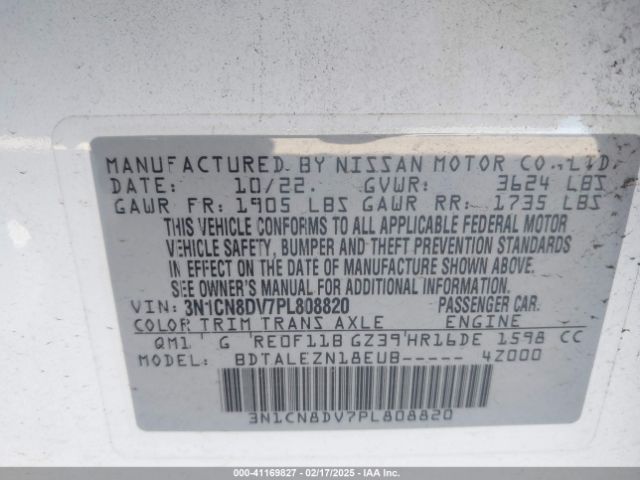 MANUFACTURED BY NISSAN MOTOR CO., LTD.
DATE: 10/22. GVWR: 3624 LBS
GAWR FR: 1905 LBS GAWR RR: 1735 LBS
THIS VEHICLE CONFORMS TO ALL APPLICABLE FEDERAL MOTOR
VEHICLE SAFETY, BUMPER AND THEFT PREVENTION STANDARDS
IN EFFECT ON THE DATE OF MANUFACTURE SHOWN ABOVE.
SEE OWNER'S MANUAL FOR ADDITIONAL INFORMATION.
VIN: 3N1CN8DV7PL808820 PASSENGER CAR.
COLOR TRIM TRANS AXLE ENGINE
QM1 G RE0F11B GZ39 HR16DE 1598 CC
MODEL: BDTALEZN18EUB----- 4Z000
3N1CN8DV7PL808820
000-41169827 - 02/17/2025 - IAA Inc.